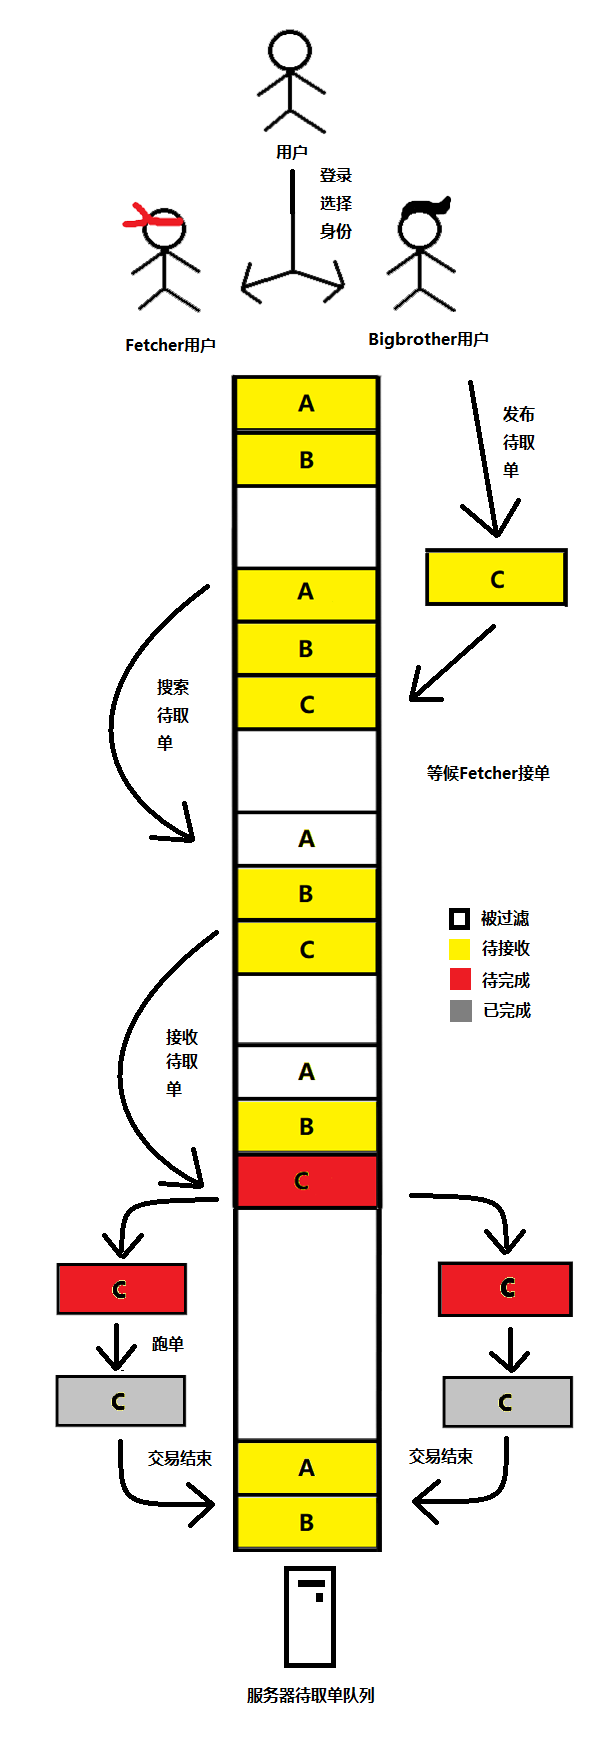 用户
登录
选择
身份
Fetcher用户
Bigbrother用户
A
B
发布
待取
单
C
A
B
C
搜索
待取
单
等候Fetcher接单
A
B
C
被过滤
待接收
待完成
已完成
接收
待取
单
A
B
C
C
C
跑单
C
C
交易结束
交易结束
A
B
服务器待取单队列